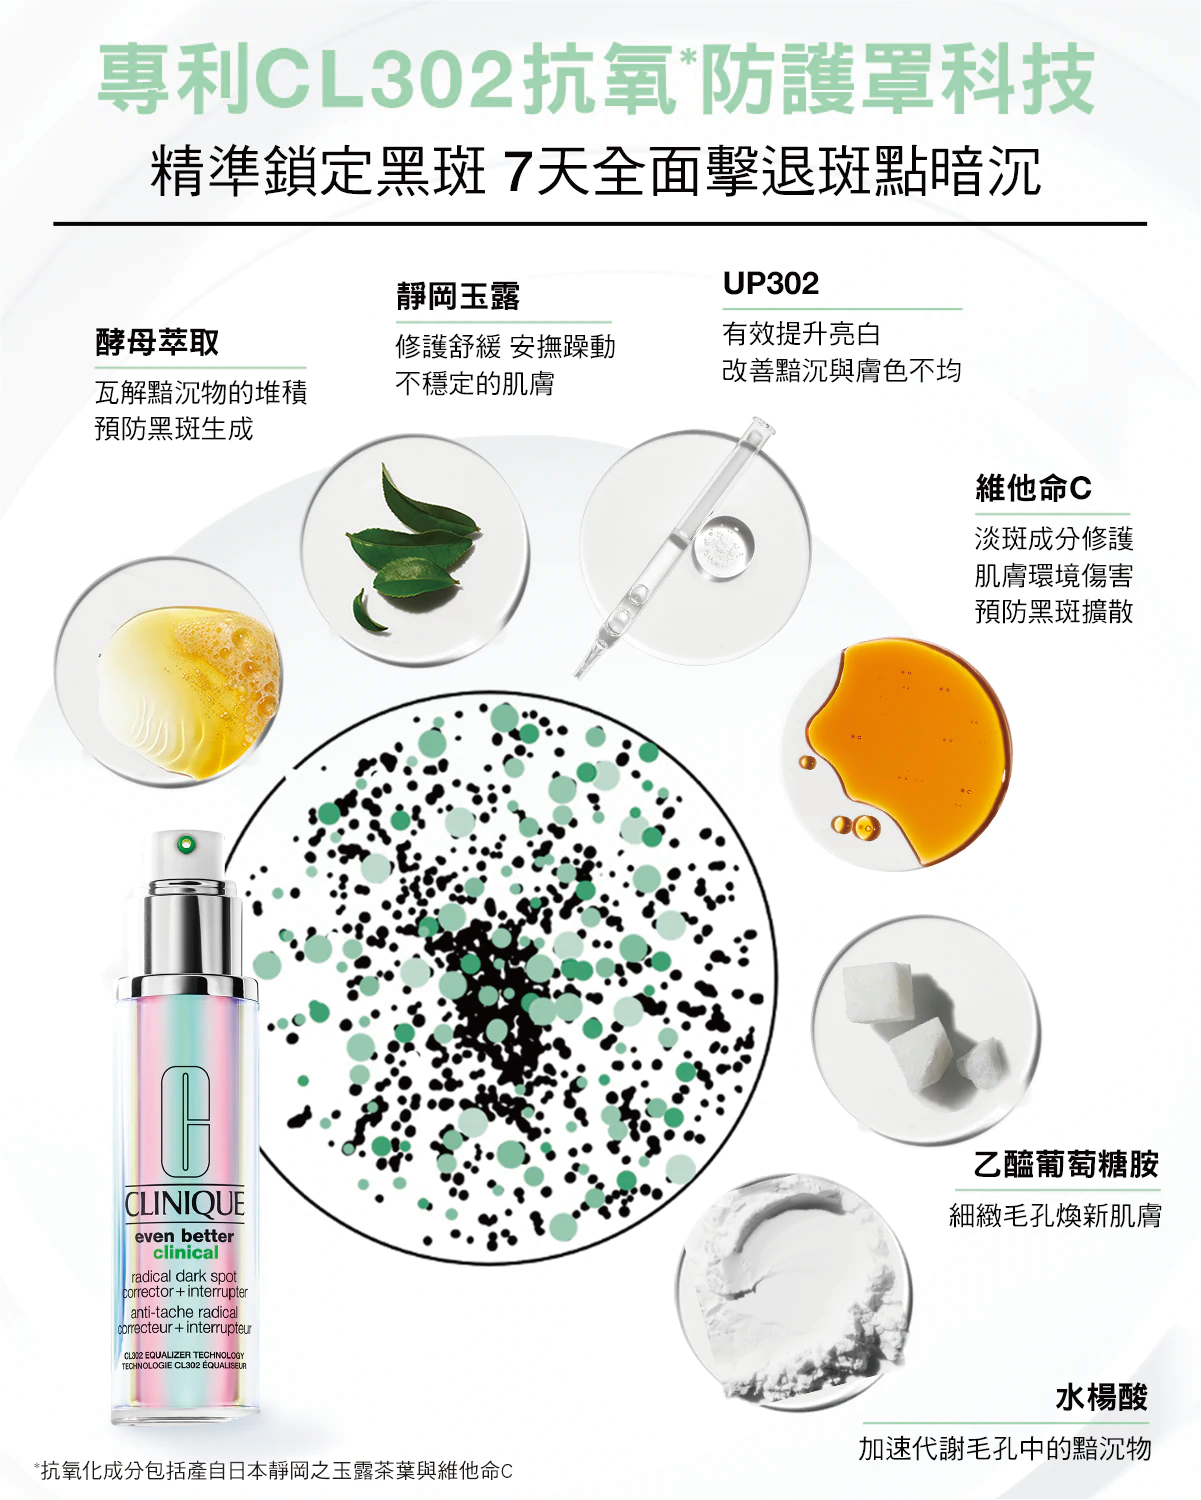 專利CL302抗氧*防護罩科技
精準鎖定黑斑 7天全面擊退斑點暗沉
酵母萃取
瓦解黯沉物的堆積
預防黑斑生成
靜岡玉露
修護舒緩 安撫躁動
不穩定的肌膚
UP302
有效提升亮白
改善黯沉與膚色不均
維他命C
淡斑成分修護
肌膚環境傷害
預防黑斑擴散
乙醯葡萄糖胺
細緻毛孔煥新肌膚
水楊酸
加速代謝毛孔中的黯沉物
CLINIQUE
even better
clinical
radical dark spot
corrector + interrupter
anti-tache radical
correcteur + interrupteur
CL302 EQUALIZER TECHNOLOGY
TECHNOLOGIE CL302 ÉQUALISEUR
*抗氧化成分包括產自日本靜岡之玉露茶葉與維他命C